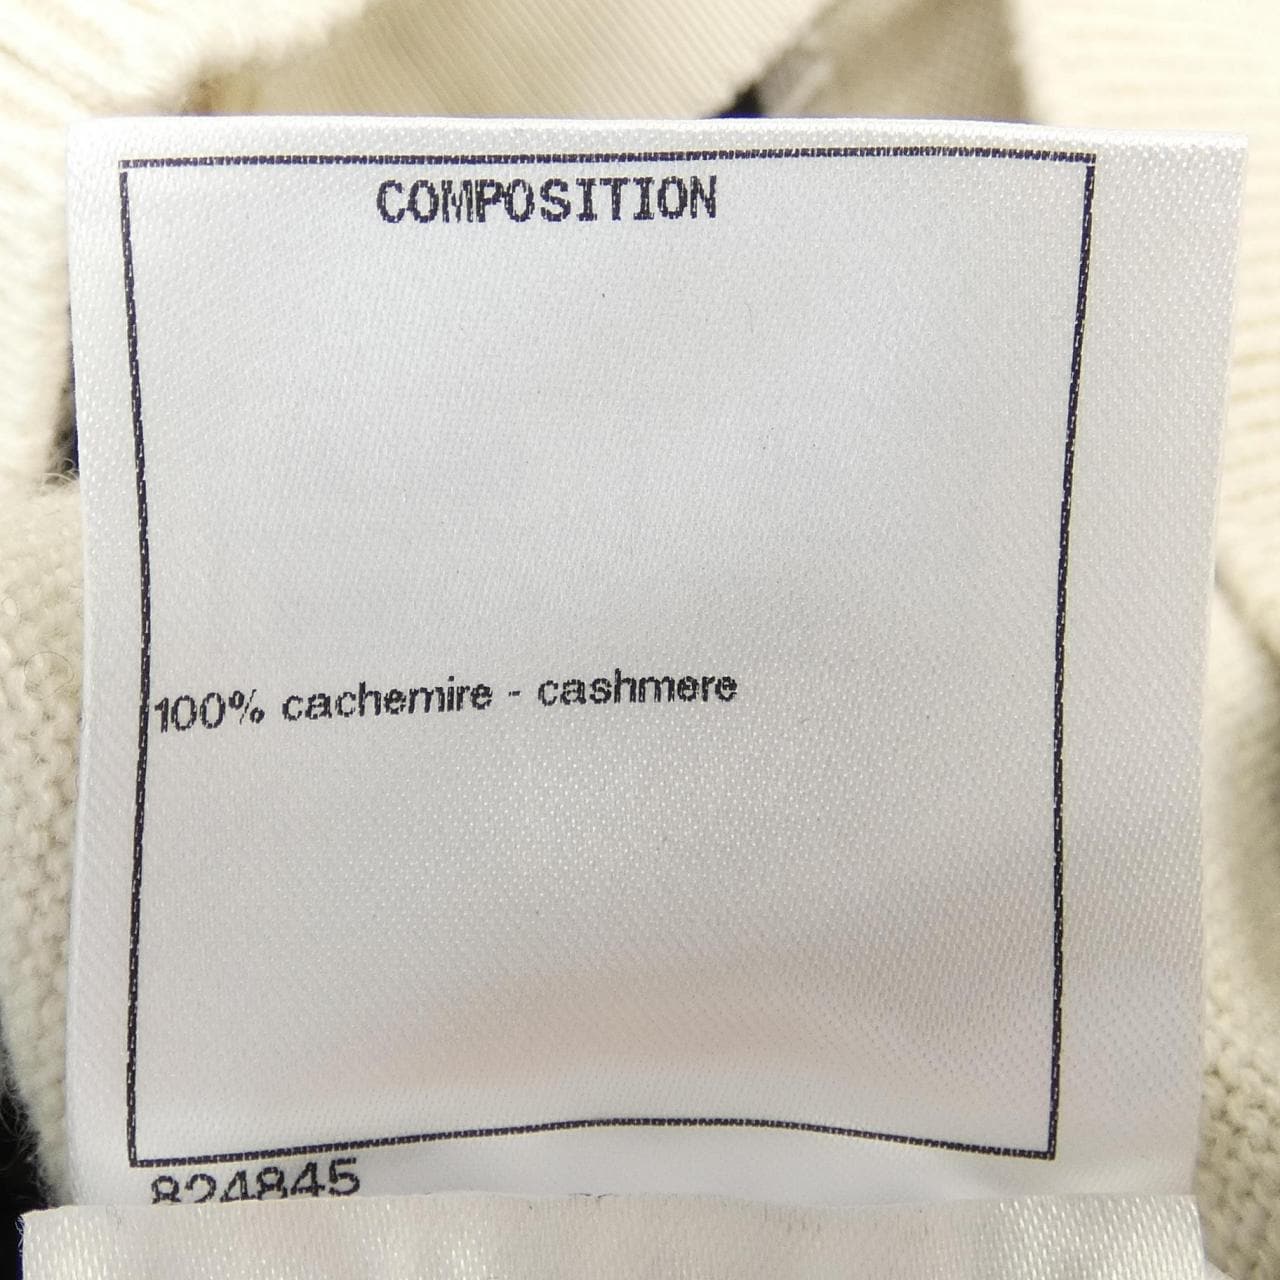 COMPOSITION
100% cachemire - cashmere
824845